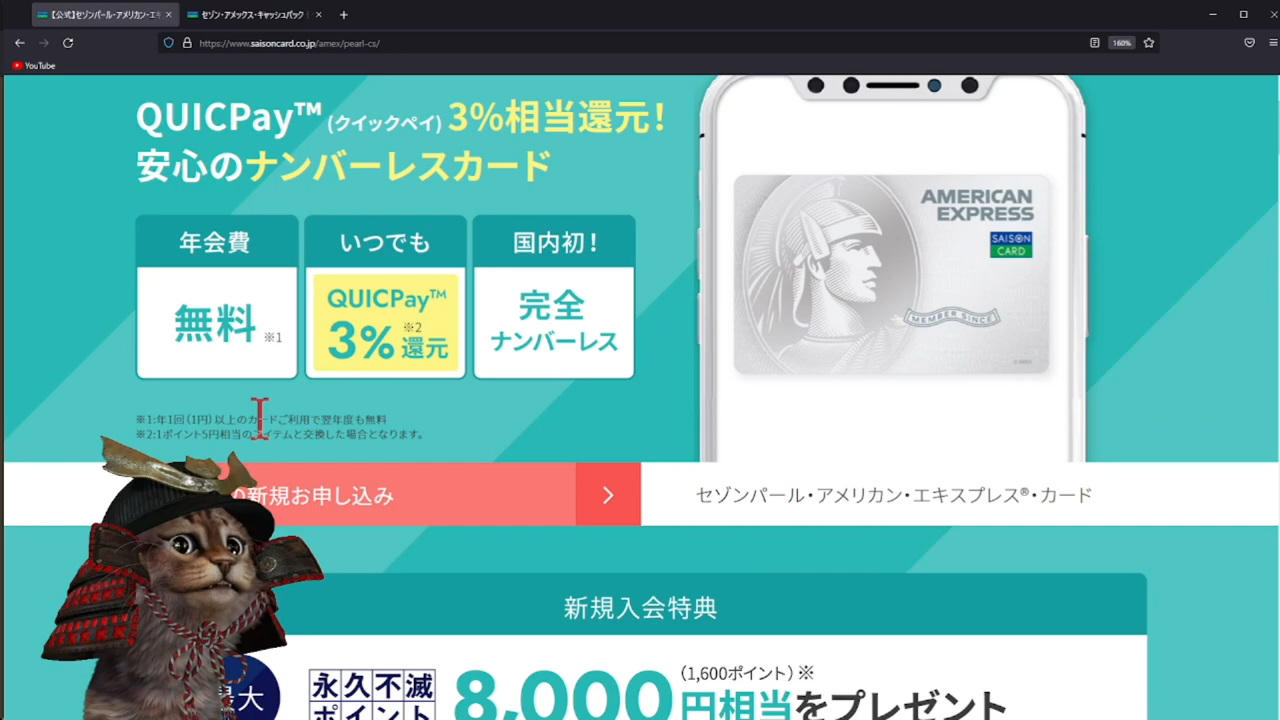 【公式】セゾンパール・アメリカン・エキ
セゾン・アメックス・キャッシュバック
https://www.saisoncard.co.jp/amex/pearl-cs/
160%
YouTube
QUICPay™(クイックペイ) 3%相当還元!
安心のナンバーレスカード
年会費
無料 ※1
いつでも
QUICPay™
3% ※2 還元
国内初!
完全
ナンバーレス
AMERICAN
EXPRESS
SAISON
CARD
MEMBER SINCE
※1:年1回(1円)以上のカードご利用で翌年度も無料
※2:1ポイント5円相当のアイテムと交換した場合となります。
の新規お申し込み
セゾンパール・アメリカン・エキスプレス®・カード
新規入会特典
大
永久不滅
ポイント
8,000
(1,600ポイント)※
円相当をプレゼント